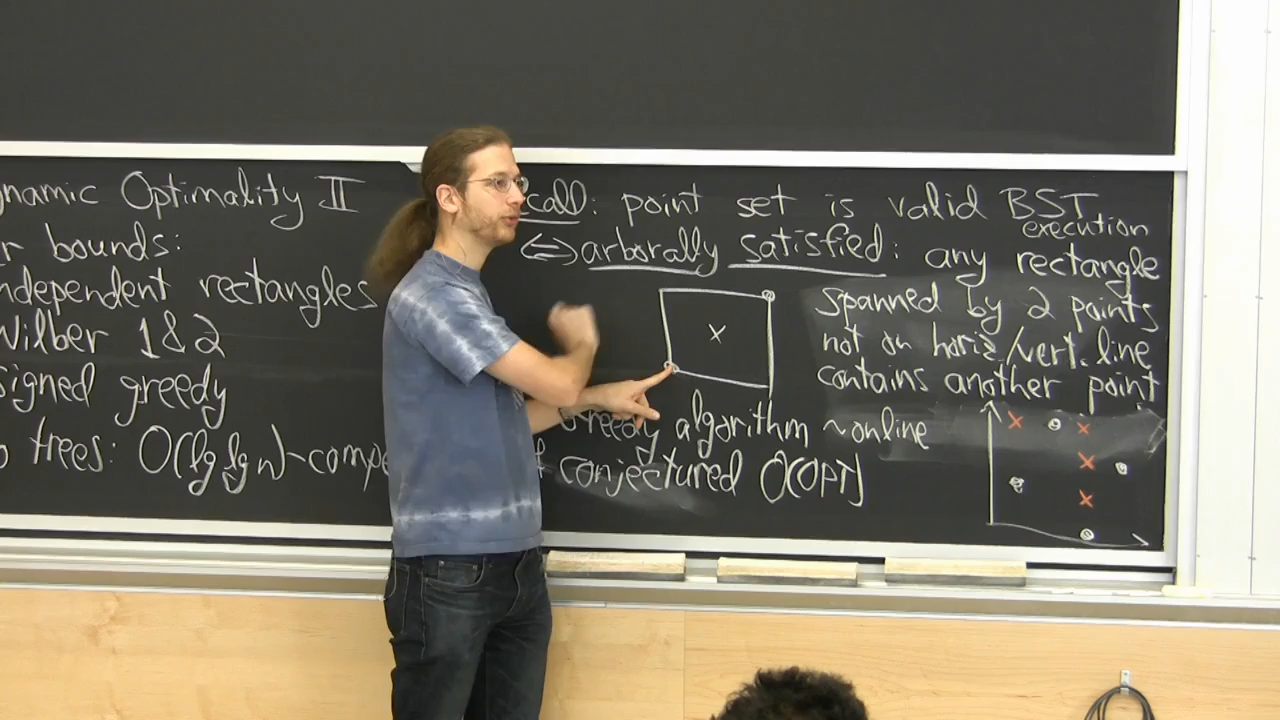 Dynamic Optimality II
bounds:
independent rectangles
Wilber 1&2
signed greedy
trees: O(lg lg n)-compe
call: point set is valid BST
execution
⟺ arborally satisfied: any rectangle
spanned by 2 points
not on horiz./vert. line
contains another point
greedy algorithm ~online
conjectured O(OPT)